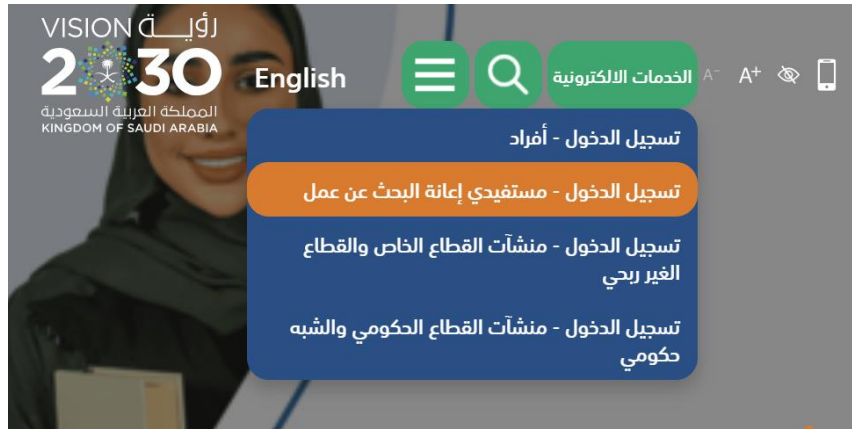 VISION رؤيــــة
2030
المملكة العربية السعودية
KINGDOM OF SAUDI ARABIA
English
الخدمات الالكترونية
A-
A+
تسجيل الدخول - أفراد
تسجيل الدخول - مستفيدي إعانة البحث عن عمل
تسجيل الدخول - منشآت القطاع الخاص والقطاع
الغير ربحي
تسجيل الدخول - منشآت القطاع الحكومي والشبه
حكومي